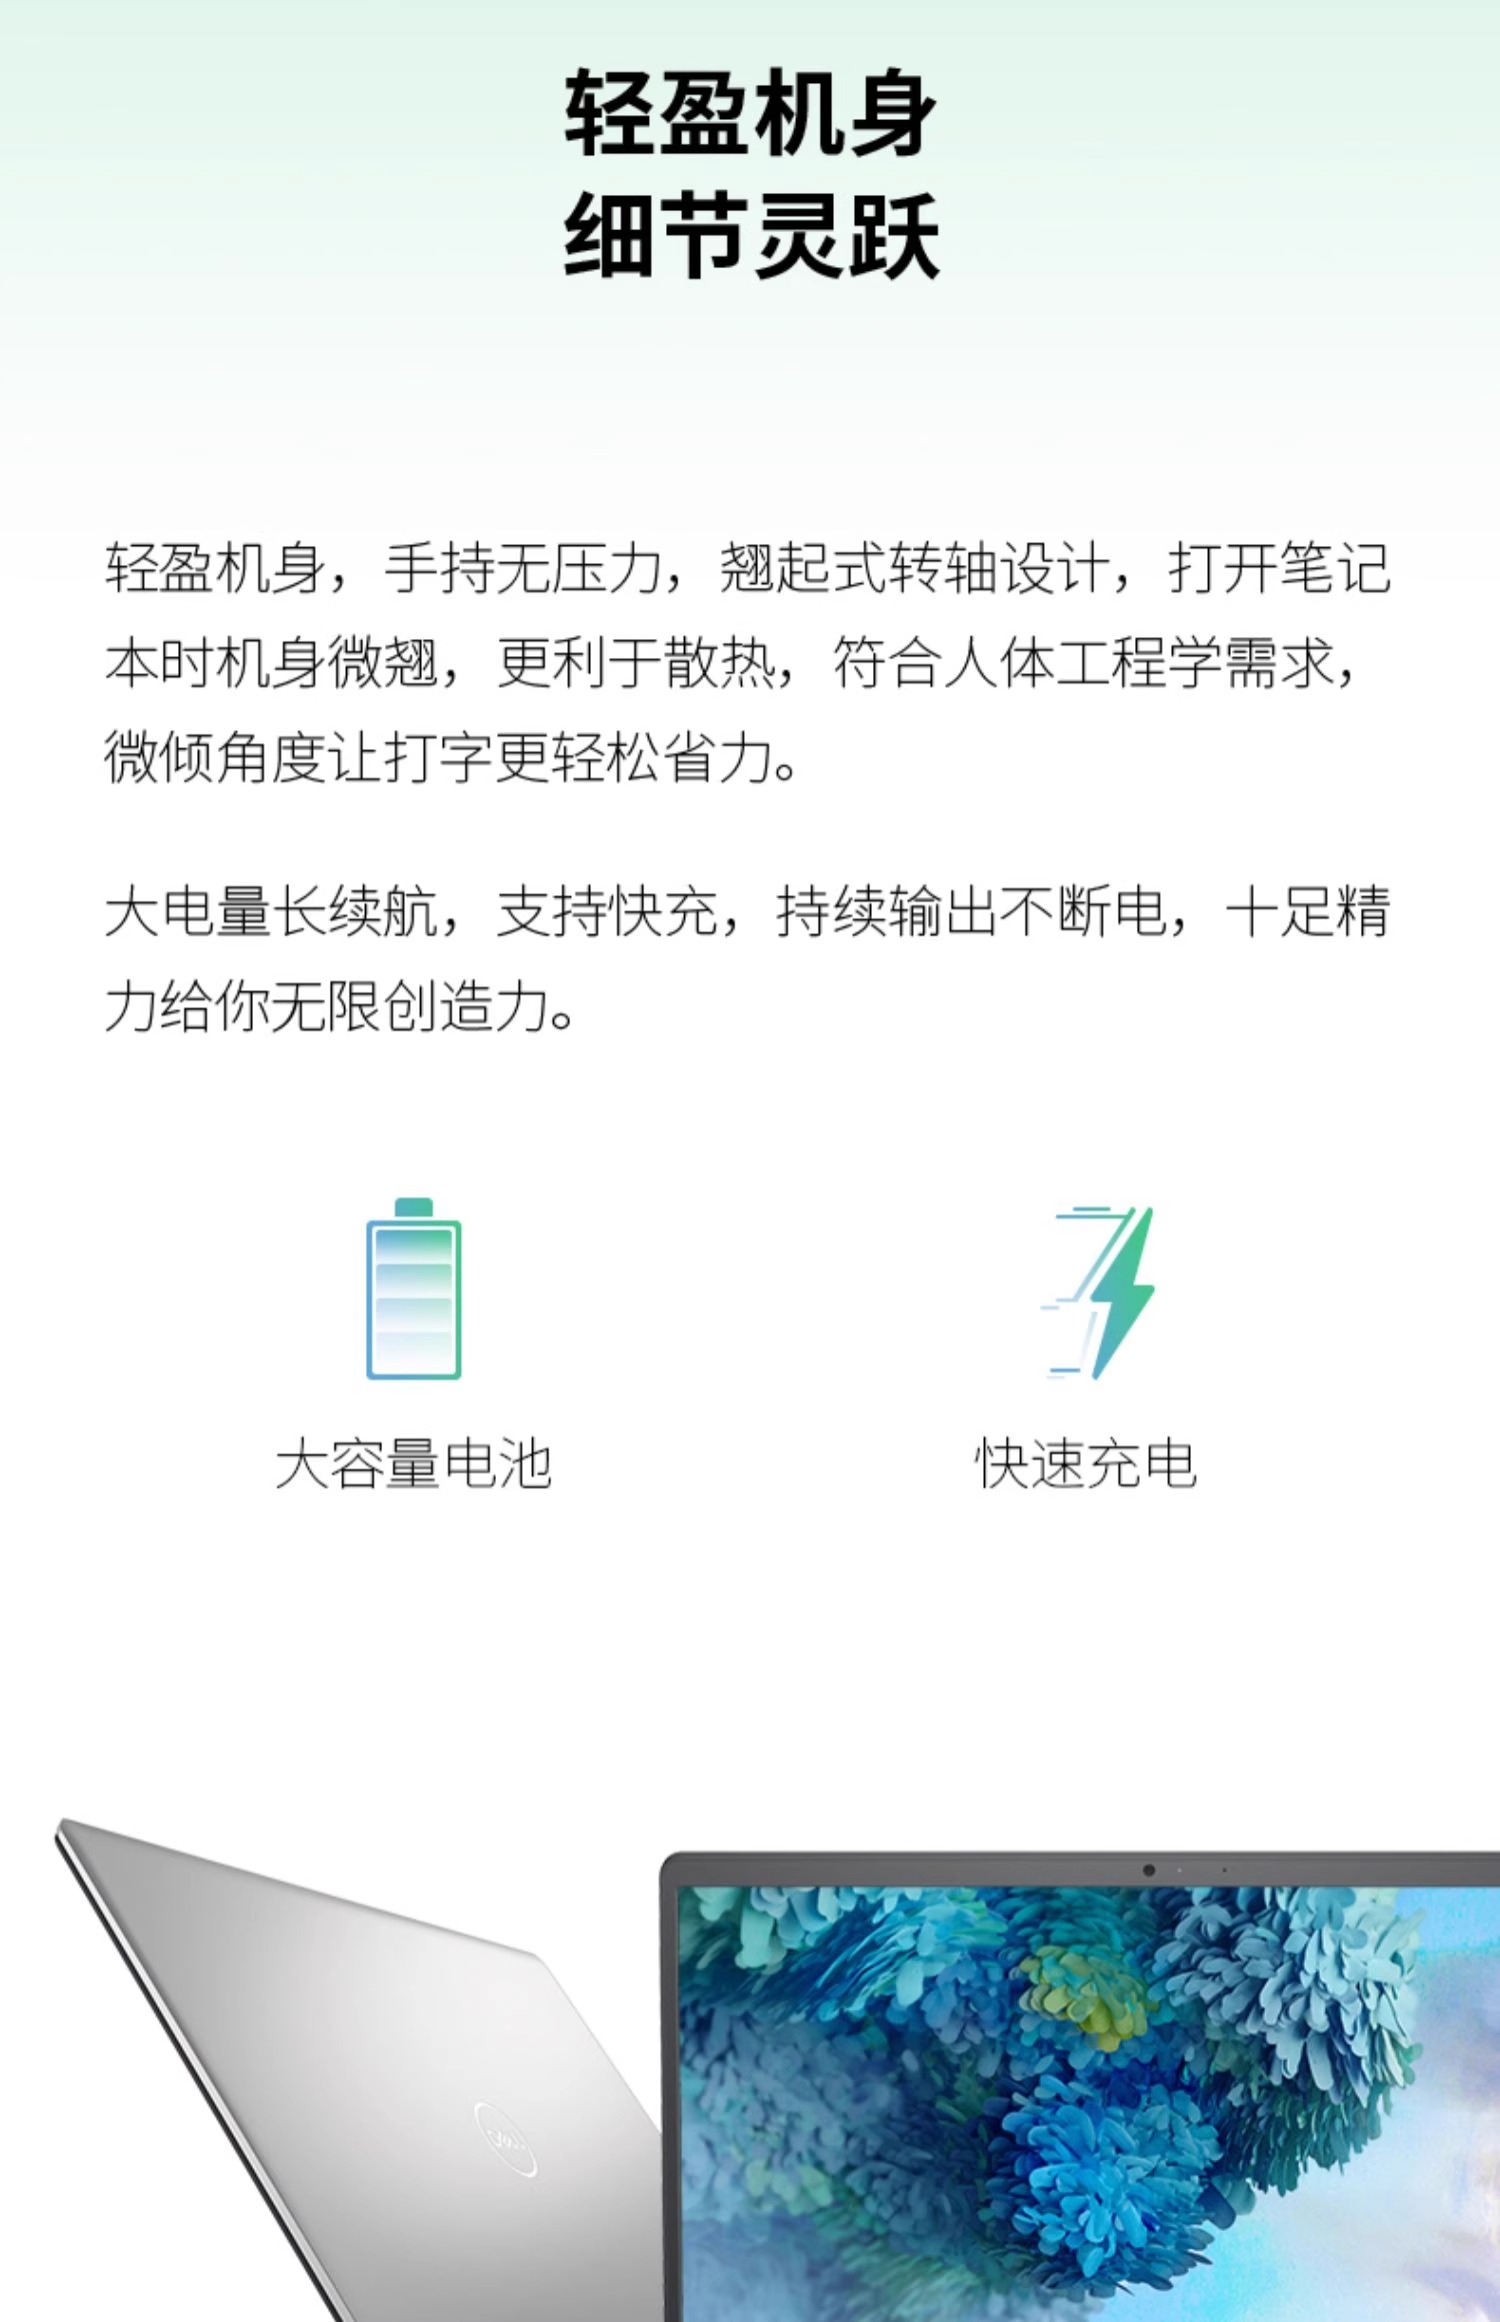 轻盈机身
细节灵跃
轻盈机身，手持无压力，翘起式转轴设计，打开笔记
本时机身微翘，更利于散热，符合人体工程学需求，
微倾角度让打字更轻松省力。
大电量长续航，支持快充，持续输出不断电，十足精
力给你无限创造力。
大容量电池
快速充电